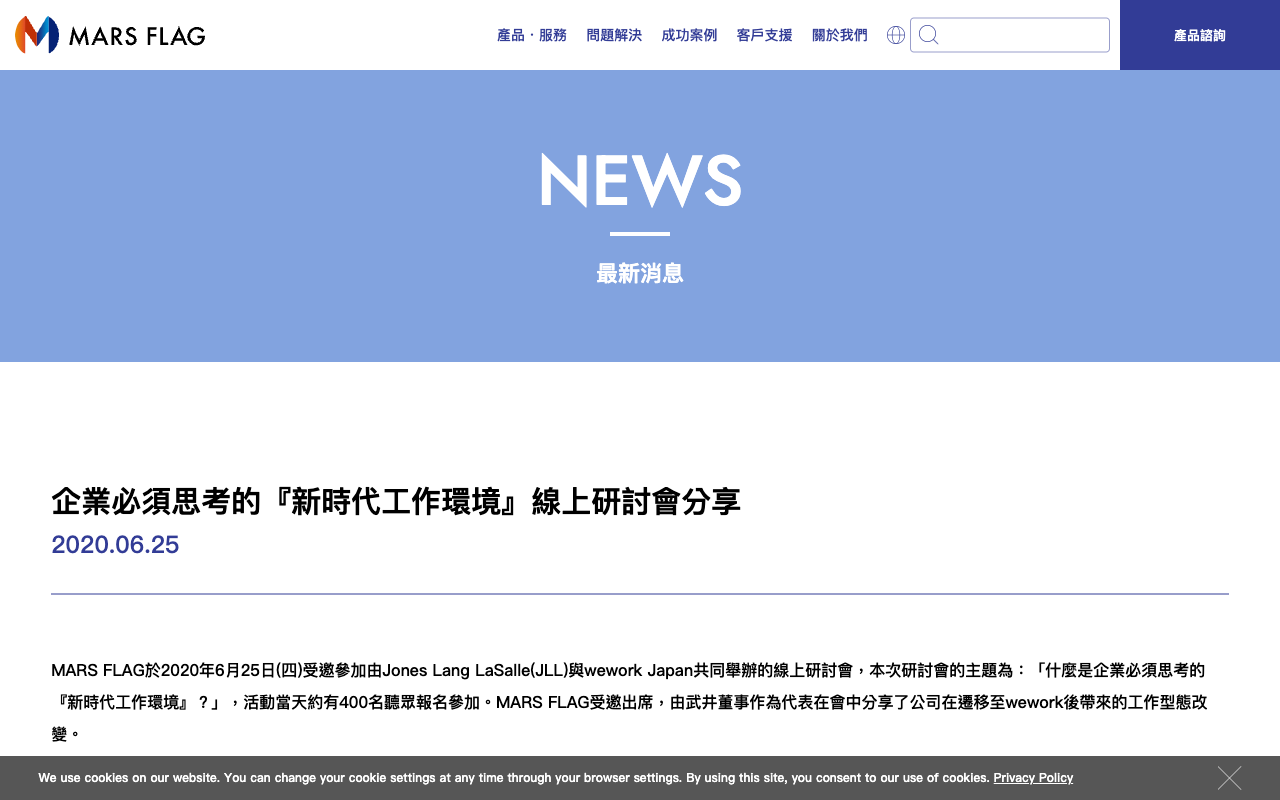 MARS FLAG
產品・服務
問題解決
成功案例
客戶支援
關於我們
產品諮詢
NEWS
最新消息
企業必須思考的『新時代工作環境』線上研討會分享
2020.06.25
MARS FLAG於2020年6月25日(四)受邀參加由Jones Lang LaSalle(JLL)與wework Japan共同舉辦的線上研討會，本次研討會的主題為：「什麼是企業必須思考的
『新時代工作環境』？」，活動當天約有400名聽眾報名參加。MARS FLAG受邀出席，由武井董事作為代表在會中分享了公司在遷移至wework後帶來的工作型態改
變。
We use cookies on our website. You can change your cookie settings at any time through your browser settings. By using this site, you consent to our use of cookies. Privacy Policy